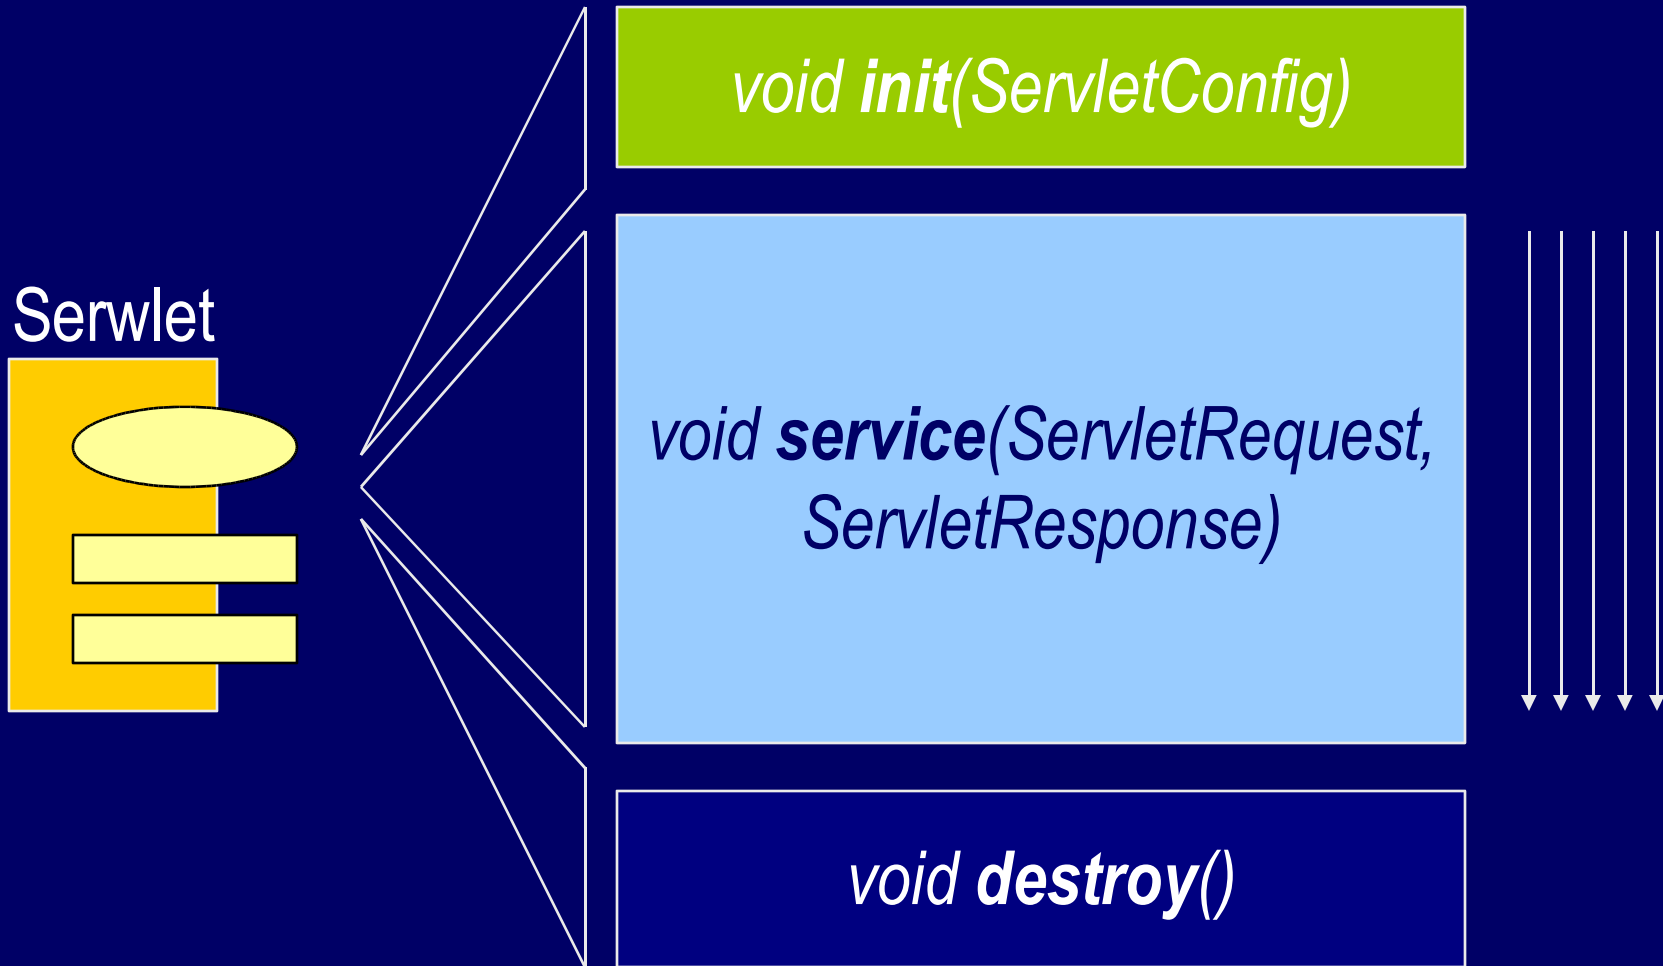 void init(ServletConfig)
Serwlet
void service(ServletRequest,
ServletResponse)
void destroy()